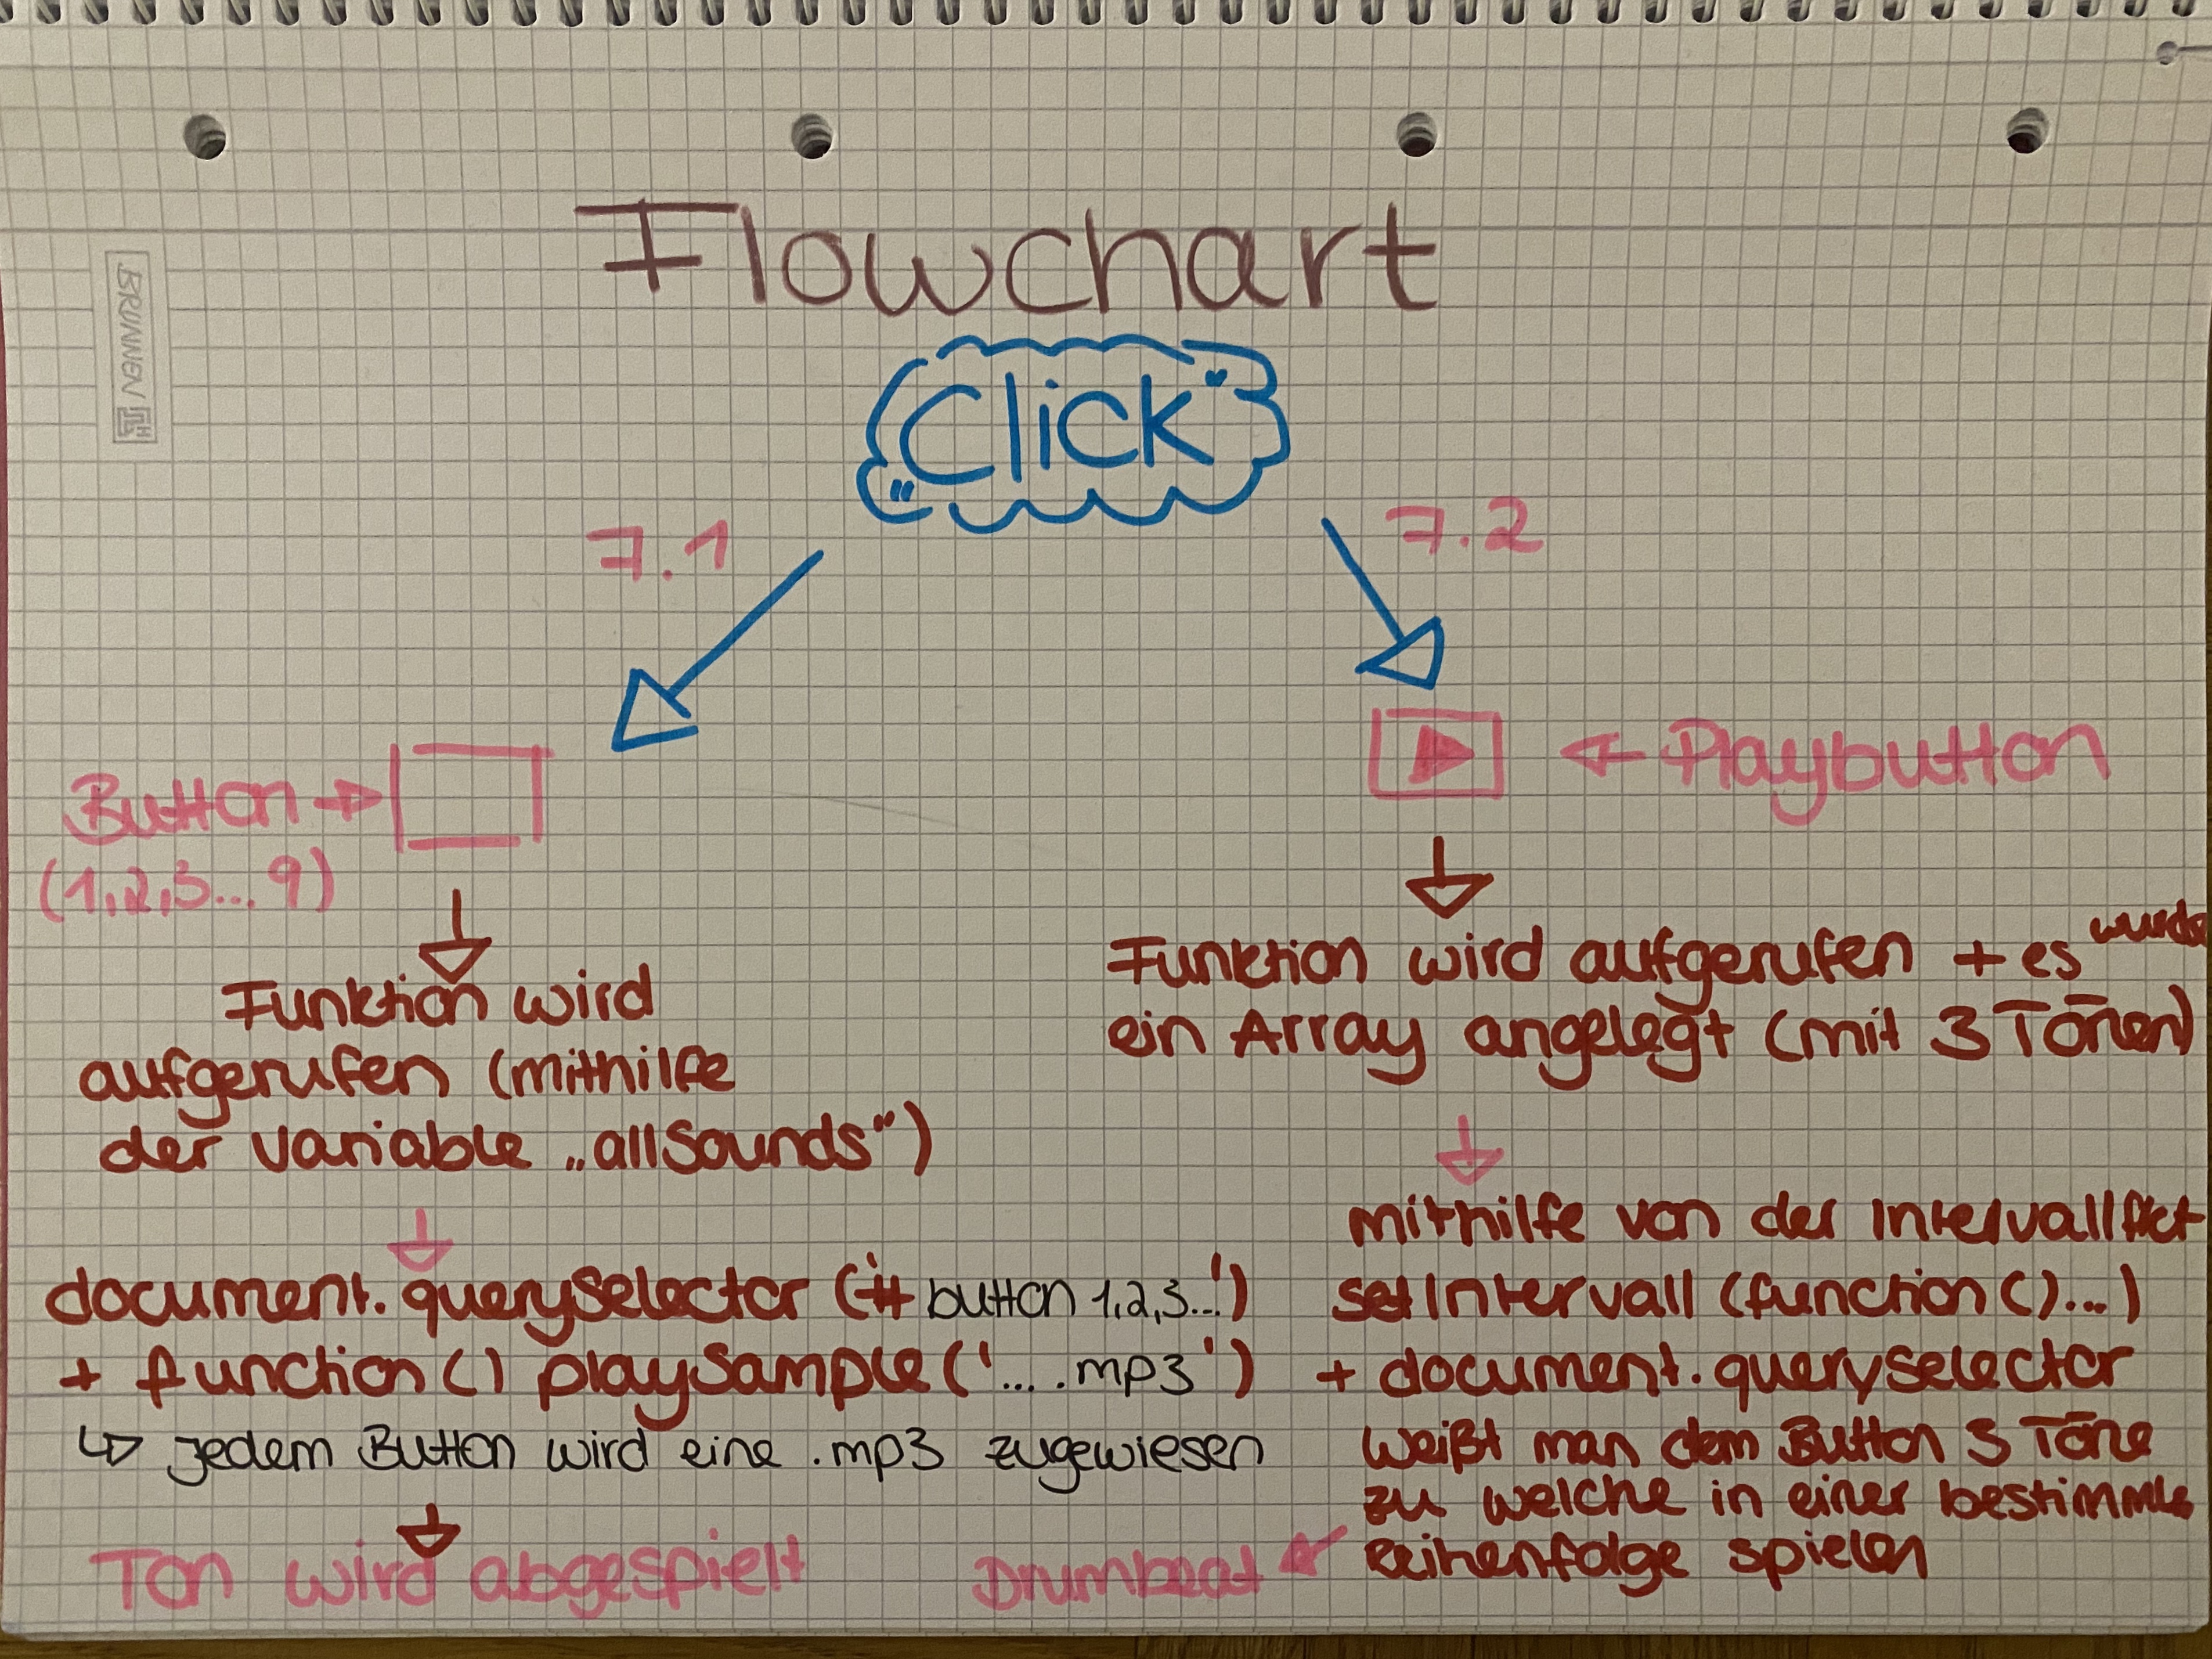 BRUNNEN
Flowchart
„Click"
7.1
7.2
Button
(1,2,3...9)
Playbutton
Funktion wird
aufgerufen (mithilfe
der Variable „allSounds")
document.querySelector ('# button 1,2,3...')
+ function() playSample('....mp3')
↳ jedem Button wird eine .mp3 zugewiesen
Ton wird abgespielt
Funktion wird aufgerufen + es wurde
ein Array angelegt (mit 3 Tönen)
mithilfe von der Intervallfkt
setIntervall (function ()...)
+ document.queryselector
weißt man dem Button 3 Töne
zu welche in einer bestimmte
Reihenfolge spielen
Drumbeat